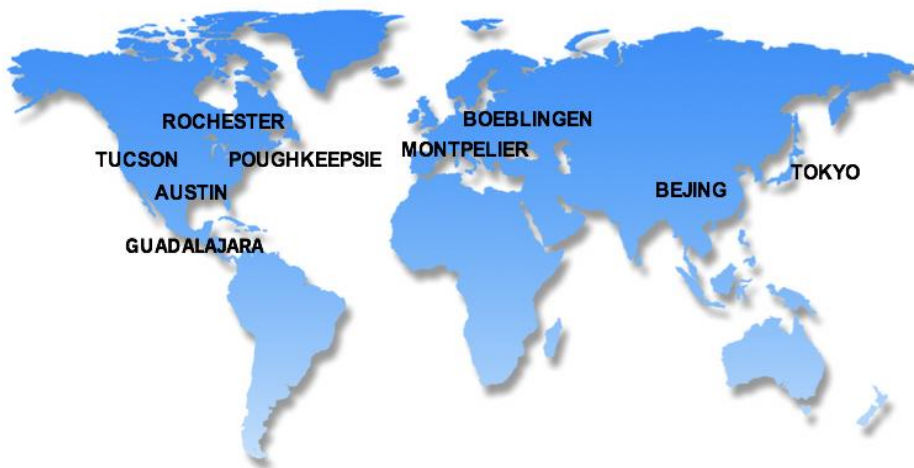 ROCHESTER
BOEBLINGEN
TUCSON
POUGHKEEPSIE
MONTPELIER
AUSTIN
BEJING
TOKYO
GUADALAJARA